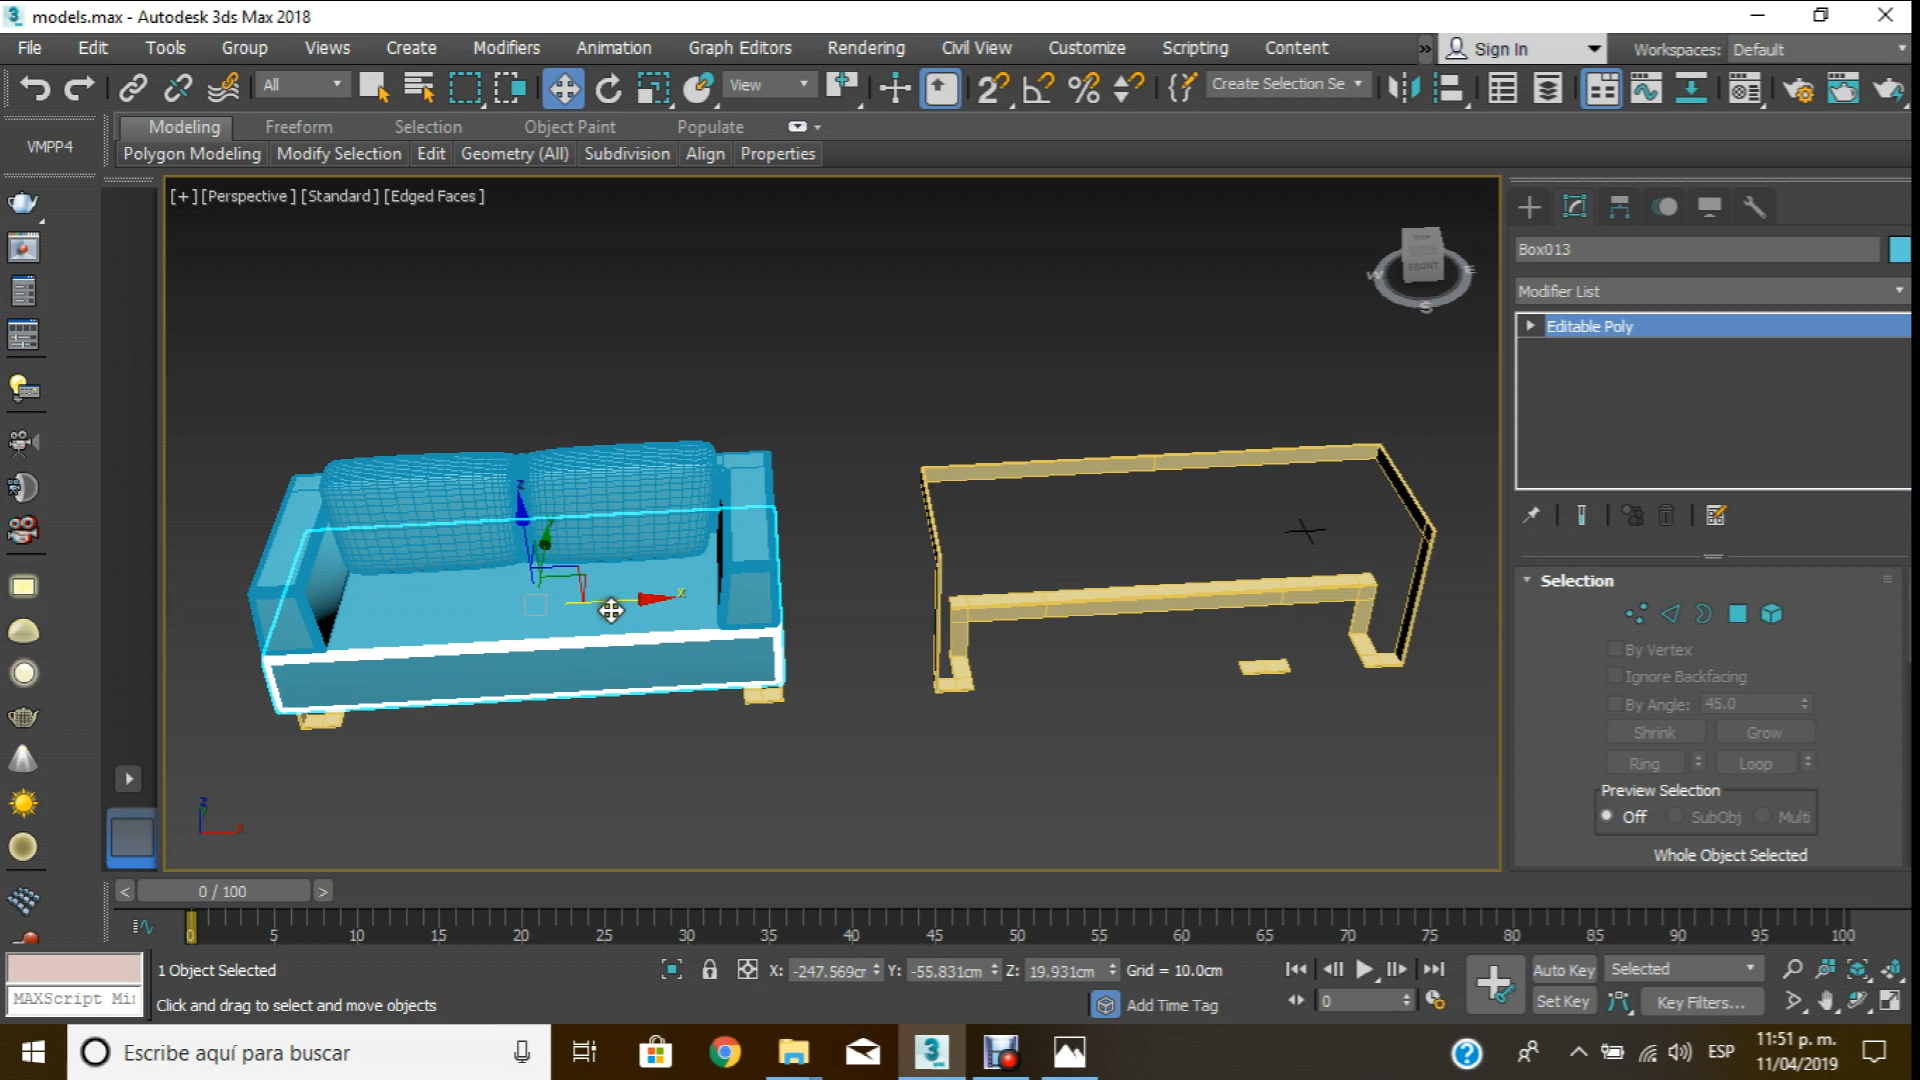 models.max - Autodesk 3ds Max 2018
File Edit Tools Group Views Create Modifiers Animation Graph Editors Rendering Civil View Customize Scripting Content » Sign In Workspaces: Default
All View Create Selection Se
VMPP4
Modeling Freeform Selection Object Paint Populate
Polygon Modeling Modify Selection Edit Geometry (All) Subdivision Align Properties
[+] [Perspective] [Standard] [Edged Faces]
FRONT
W E
S
Box013
Modifier List
Editable Poly
Selection
By Vertex
Ignore Backfacing
By Angle: 45.0
Shrink Grow
Ring Loop
Preview Selection
Off SubObj Multi
Whole Object Selected
z
x
z
x
< 0 / 100 >
0 5 10 15 20 25 30 35 40 45 50 55 60 65 70 75 80 85 90 95 100
1 Object Selected X: -247.569cr Y: -55.831cm Z: 19.931cm Grid = 10.0cm Auto Key Selected
MAXScript Mi Click and drag to select and move objects Add Time Tag 0 Set Key Key Filters...
Escribe aquí para buscar
ESP
11:51 p. m.
11/04/2019